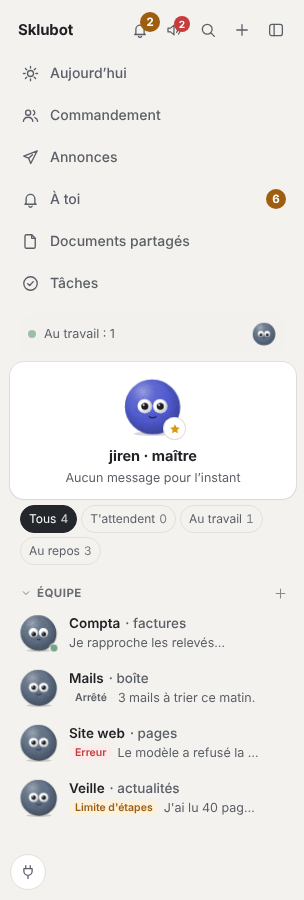 Sklubot 2 2
Aujourd’hui
Commandement
Annonces
À toi 6
Documents partagés
Tâches
Au travail : 1
jiren · maître
Aucun message pour l’instant
Tous 4 T'attendent 0 Au travail 1
Au repos 3
ÉQUIPE
Compta · factures
Je rapproche les relevés…
Mails · boîte
Arrêté 3 mails à trier ce matin.
Site web · pages
Erreur Le modèle a refusé la ...
Veille · actualités
Limite d'étapes J'ai lu 40 pag...